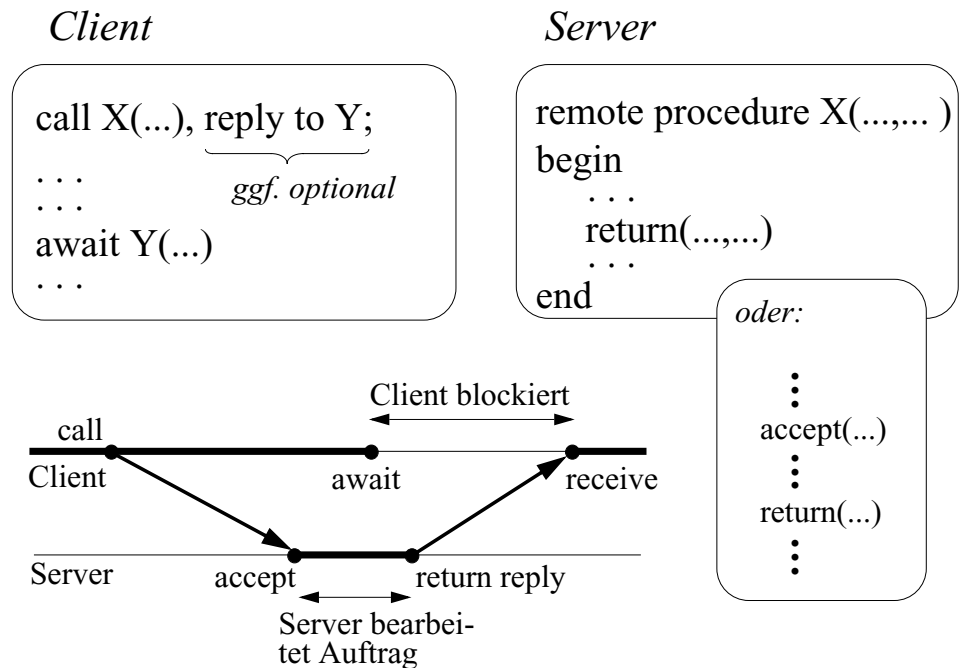 Client
call X(...), reply to Y;
ggf. optional
. . .
. . .
await Y(...)
. . .
Server
remote procedure X(...,... )
begin
. . .
return(...,...)
. . .
end
oder:
accept(...)
return(...)
Client blockiert
call
Client
await
receive
Server
accept
return reply
Server bearbei-
tet Auftrag